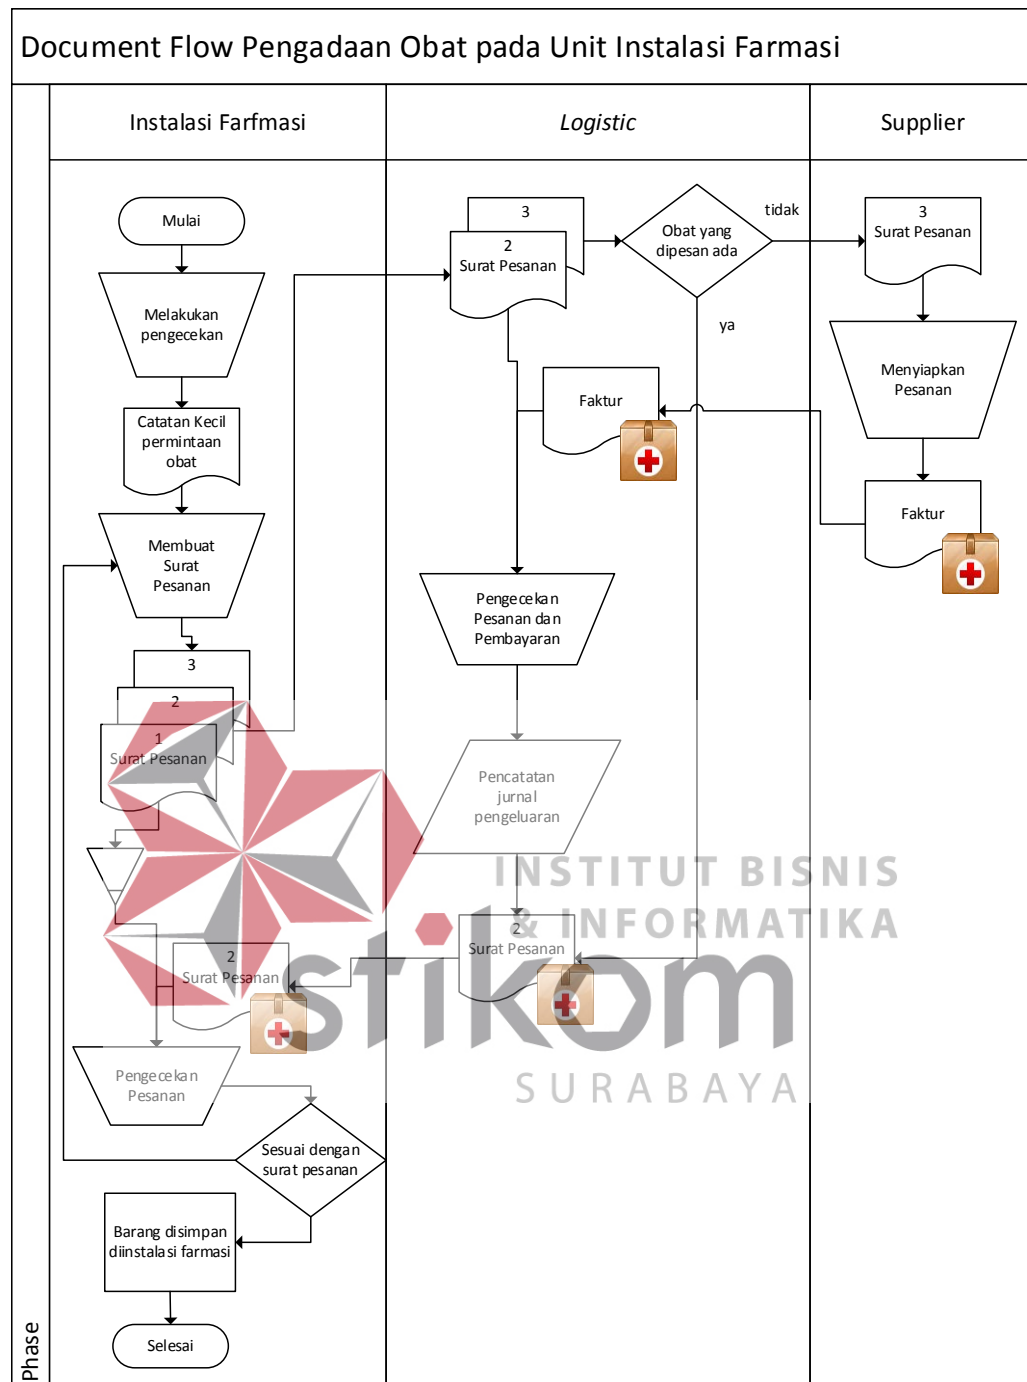 Document Flow Pengadaan Obat pada Unit Instalasi Farmasi
Instalasi Farfmasi
Logistic
Supplier
Phase
Mulai
Melakukan
pengecekan
Catatan Kecil
permintaan
obat
Membuat
Surat
Pesanan
3
2
1
Surat Pesanan
2
Surat Pesanan
Pengecekan
Pesanan
Sesuai dengan
surat pesanan
Barang disimpan
diinstalasi farmasi
Selesai
3
2
Surat Pesanan
Obat yang
dipesan ada
tidak
ya
Faktur
Pengecekan
Pesanan dan
Pembayaran
Pencatatan
jurnal
pengeluaran
2
Surat Pesanan
3
Surat Pesanan
Menyiapkan
Pesanan
Faktur
INSTITUT BISNIS
& INFORMATIKA
stikom
SURABAYA